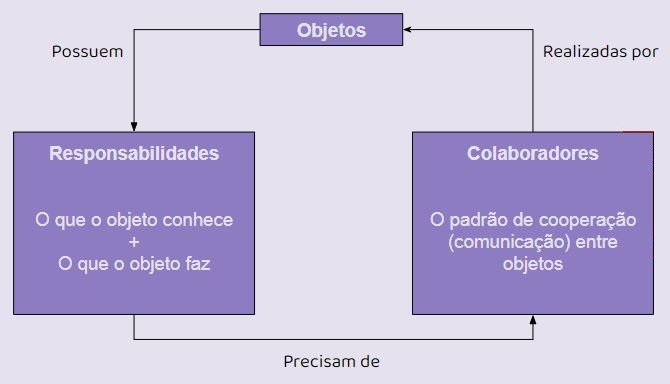 Objetos
Possuem
Realizadas por
Responsabilidades
O que o objeto conhece
+
O que o objeto faz
Colaboradores
O padrão de cooperação
(comunicação) entre
objetos
Precisam de